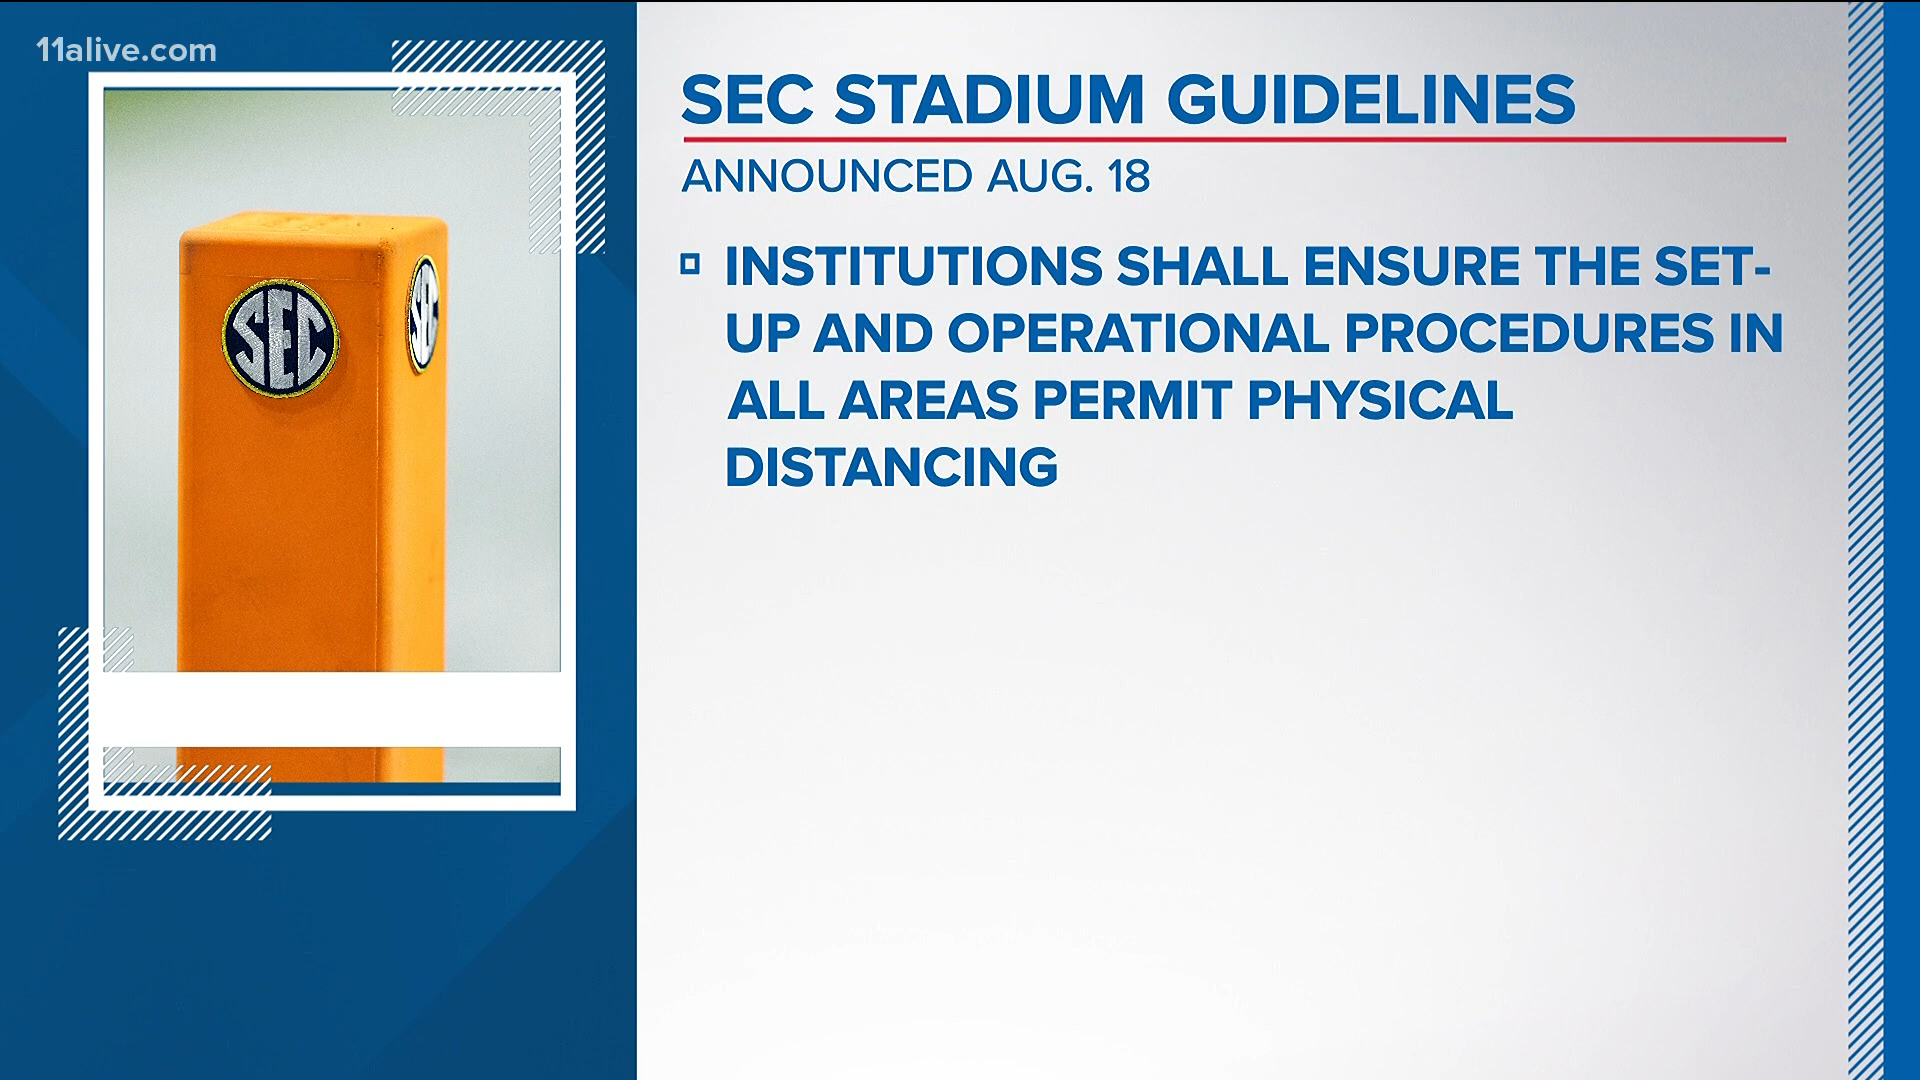 11alive.com
SEC STADIUM GUIDELINES
ANNOUNCED AUG. 18
INSTITUTIONS SHALL ENSURE THE SET-
UP AND OPERATIONAL PROCEDURES IN
ALL AREAS PERMIT PHYSICAL
DISTANCING
SEC
SEC